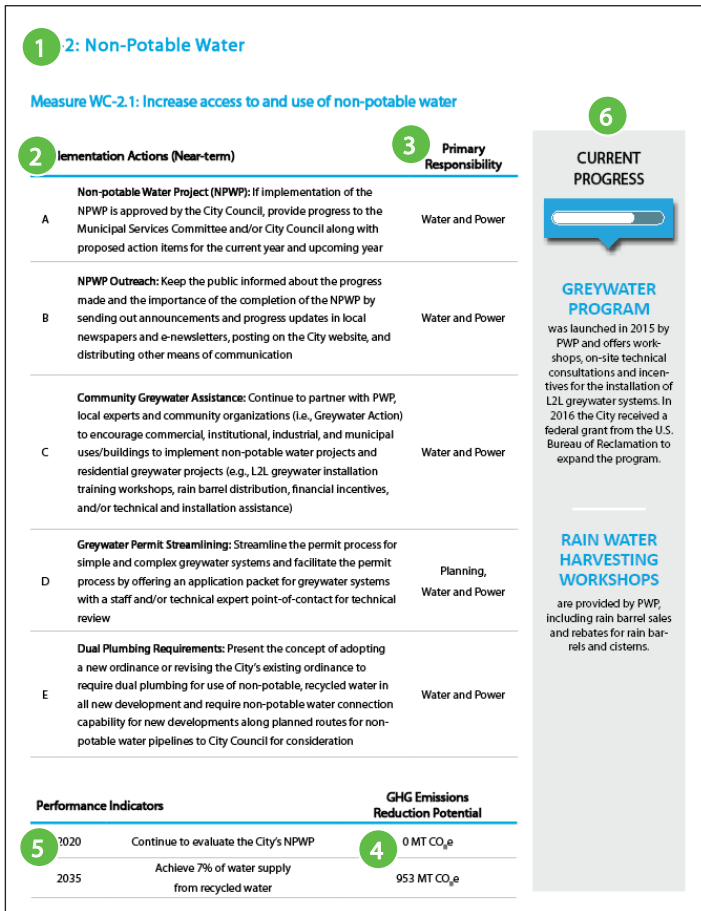 1
2: Non-Potable Water
Measure WC-2.1: Increase access to and use of non-potable water
2
lementation Actions (Near-term)
3
Primary
Responsibility
A
Non-potable Water Project (NPWP): If implementation of the
NPWP is approved by the City Council, provide progress to the
Municipal Services Committee and/or City Council along with
proposed action items for the current year and upcoming year
Water and Power
B
NPWP Outreach: Keep the public informed about the progress
made and the importance of the completion of the NPWP by
sending out announcements and progress updates in local
newspapers and e-newsletters, posting on the City website, and
distributing other means of communication
Water and Power
C
Community Greywater Assistance: Continue to partner with PWP,
local experts and community organizations (i.e., Greywater Action)
to encourage commercial, institutional, industrial, and municipal
uses/buildings to implement non-potable water projects and
residential greywater projects (e.g., L2L greywater installation
training workshops, rain barrel distribution, financial incentives,
and/or technical and installation assistance)
Water and Power
D
Greywater Permit Streamlining: Streamline the permit process for
simple and complex greywater systems and facilitate the permit
process by offering an application packet for greywater systems
with a staff and/or technical expert point-of-contact for technical
review
Planning,
Water and Power
E
Dual Plumbing Requirements: Present the concept of adopting
a new ordinance or revising the City's existing ordinance to
require dual plumbing for use of non-potable, recycled water in
all new development and require non-potable water connection
capability for new developments along planned routes for non-
potable water pipelines to City Council for consideration
Water and Power
Performance Indicators
GHG Emissions
Reduction Potential
5
2020
Continue to evaluate the City's NPWP
4
0 MT CO e
2035
Achieve 7% of water supply
from recycled water
953 MT CO e
6
CURRENT
PROGRESS
GREYWATER
PROGRAM
was launched in 2015 by
PWP and offers work-
shops, on-site technical
consultations and incen-
tives for the installation of
L2L greywater systems. In
2016 the City received a
federal grant from the U.S.
Bureau of Reclamation to
expand the program.
RAIN WATER
HARVESTING
WORKSHOPS
are provided by PWP,
including rain barrel sales
and rebates for rain bar-
rels and cisterns.